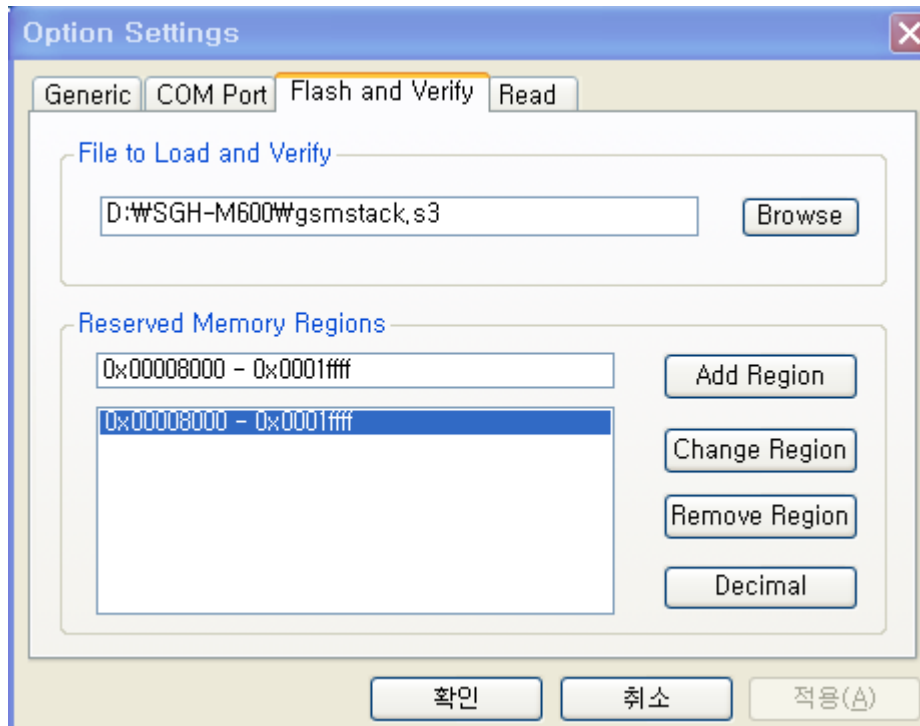 Option Settings
Generic COM Port Flash and Verify Read
File to Load and Verify
D:₩SGH-M600₩gsmstack,s3 Browse
Reserved Memory Regions
0x00008000 - 0x0001ffff Add Region
0x00008000 - 0x0001ffff
Change Region
Remove Region
Decimal
확인 취소 적용(A)